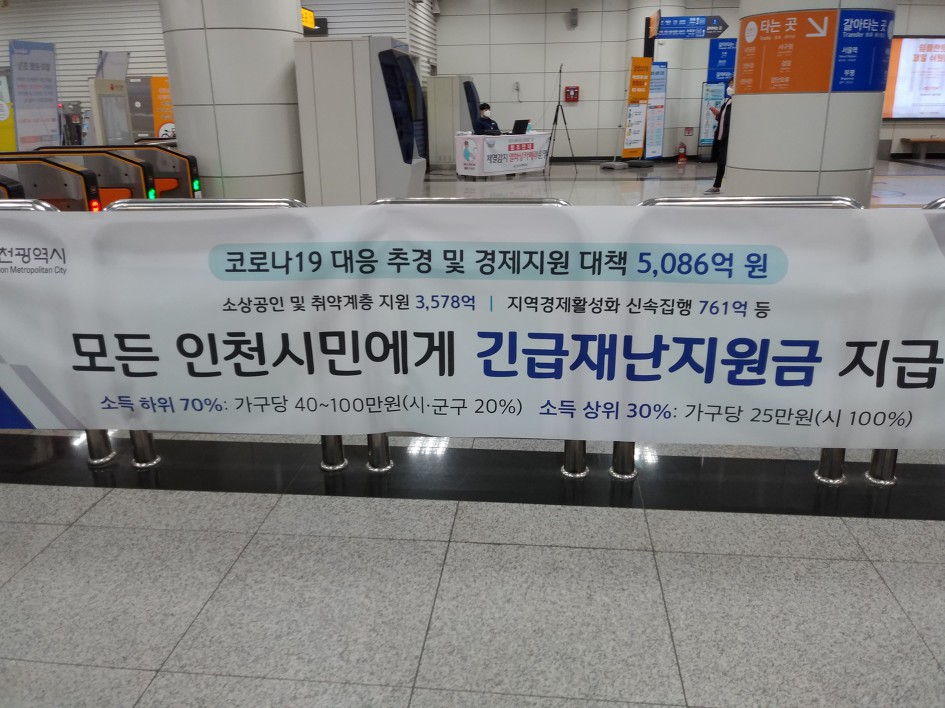 타는 곳
갈아타는 곳
Transfer
서울역
부평
천광역시
on Metropolitan City
코로나19 대응 추경 및 경제지원 대책 5,086억 원
소상공인 및 취약계층 지원 3,578억 | 지역경제활성화 신속집행 761억 등
모든 인천시민에게 긴급재난지원금 지급
소득 하위 70%: 가구당 40~100만원(시·군구 20%) 소득 상위 30%: 가구당 25만원(시 100%)